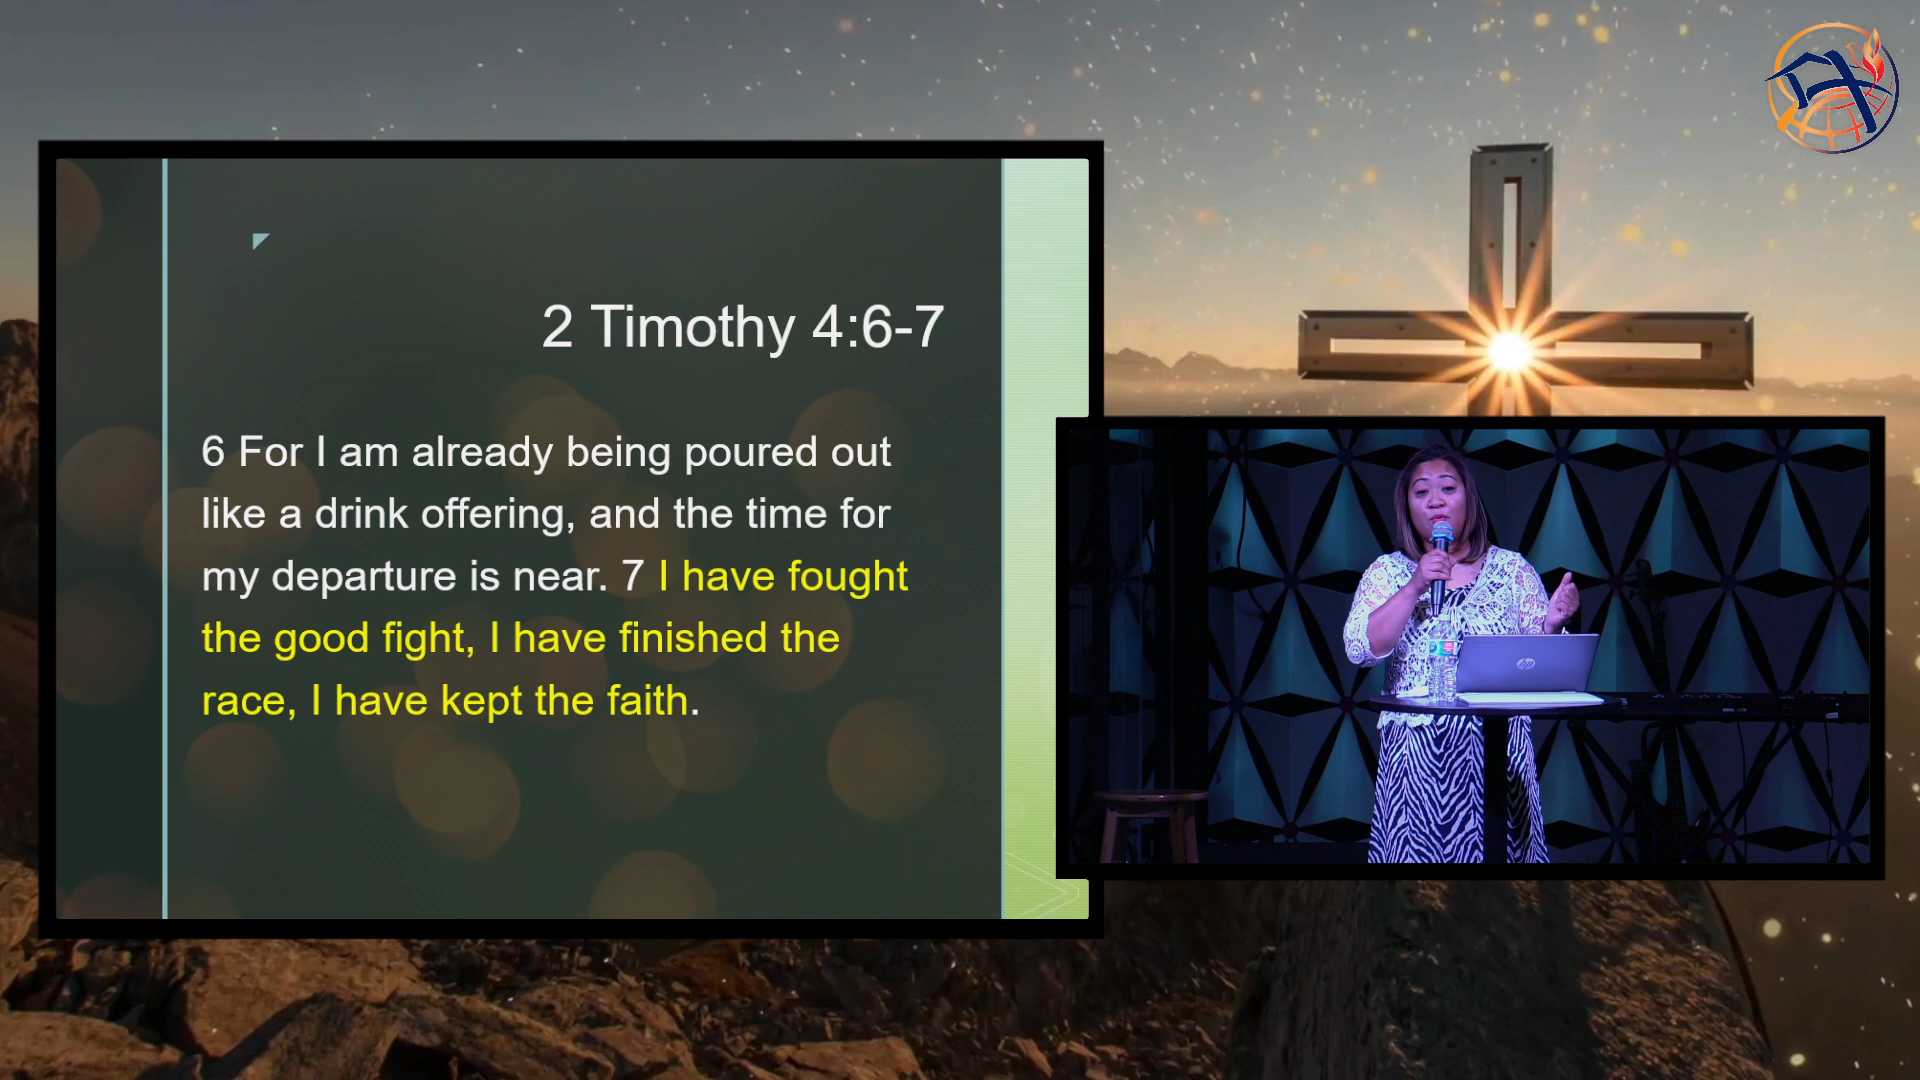 2 Timothy 4:6-7
6 For I am already being poured out
like a drink offering, and the time for
my departure is near. 7 I have fought
the good fight, I have finished the
race, I have kept the faith.
hp